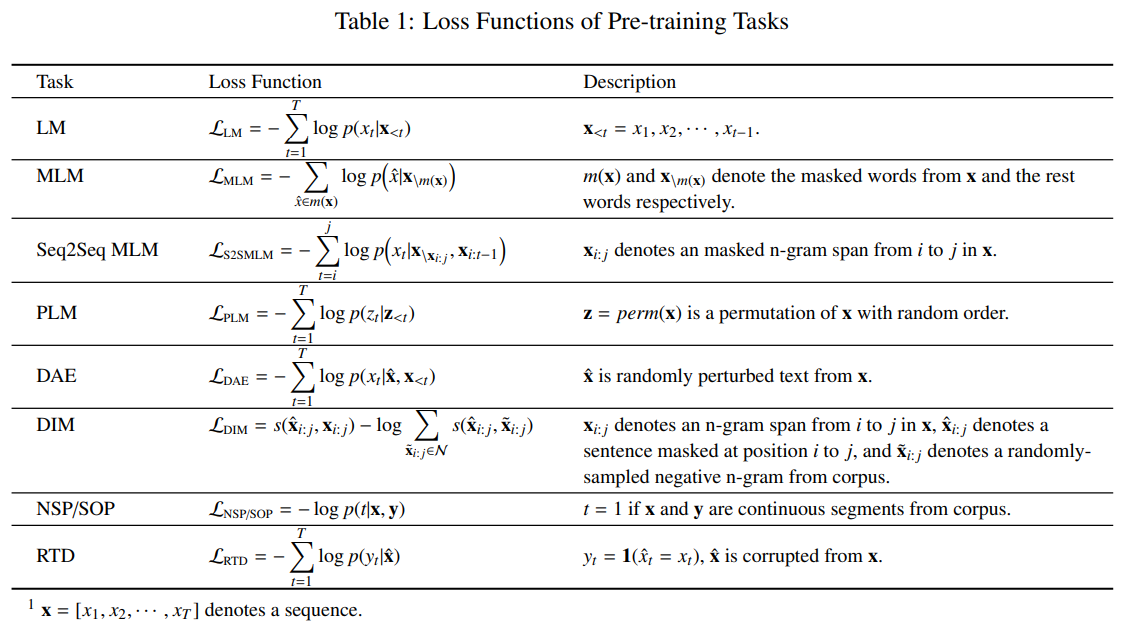 Table 1: Loss Functions of Pre-training Tasks
Task Loss Function Description
LM $\mathcal{L}_{\text{LM}} = -\sum_{t=1}^{T} \log p(x_t|\mathbf{x}_{<t})$ $\mathbf{x}_{<t} = x_1, x_2, \cdots, x_{t-1}.$
MLM $\mathcal{L}_{\text{MLM}} = -\sum_{\hat{x} \in m(\mathbf{x})} \log p\left(\hat{x}|\mathbf{x}_{\backslash m(\mathbf{x})}\right)$ $m(\mathbf{x})$ and $\mathbf{x}_{\backslash m(\mathbf{x})}$ denote the masked words from $\mathbf{x}$ and the rest
words respectively.
Seq2Seq MLM $\mathcal{L}_{\text{S2SMLM}} = -\sum_{t=i}^{j} \log p\left(x_t|\mathbf{x}_{\backslash \mathbf{x}_{i:j}}, \mathbf{x}_{i:t-1}\right)$ $\mathbf{x}_{i:j}$ denotes an masked n-gram span from $i$ to $j$ in $\mathbf{x}$.
PLM $\mathcal{L}_{\text{PLM}} = -\sum_{t=1}^{T} \log p(z_t|\mathbf{z}_{<t})$ $\mathbf{z} = perm(\mathbf{x})$ is a permutation of $\mathbf{x}$ with random order.
DAE $\mathcal{L}_{\text{DAE}} = -\sum_{t=1}^{T} \log p(x_t|\hat{\mathbf{x}}, \mathbf{x}_{<t})$ $\hat{\mathbf{x}}$ is randomly perturbed text from $\mathbf{x}$.
DIM $\mathcal{L}_{\text{DIM}} = s(\hat{\mathbf{x}}_{i:j}, \mathbf{x}_{i:j}) - \log \sum_{\tilde{\mathbf{x}}_{i:j} \in \mathcal{N}} s(\hat{\mathbf{x}}_{i:j}, \tilde{\mathbf{x}}_{i:j})$ $\mathbf{x}_{i:j}$ denotes an n-gram span from $i$ to $j$ in $\mathbf{x}$, $\hat{\mathbf{x}}_{i:j}$ denotes a
sentence masked at position $i$ to $j$, and $\tilde{\mathbf{x}}_{i:j}$ denotes a randomly-
sampled negative n-gram from corpus.
NSP/SOP $\mathcal{L}_{\text{NSP/SOP}} = -\log p(t|\mathbf{x}, \mathbf{y})$ $t = 1$ if $\mathbf{x}$ and $\mathbf{y}$ are continuous segments from corpus.
RTD $\mathcal{L}_{\text{RTD}} = -\sum_{t=1}^{T} \log p(y_t|\hat{\mathbf{x}})$ $y_t = \mathbf{1}(\hat{x}_t = x_t)$, $\hat{\mathbf{x}}$ is corrupted from $\mathbf{x}$.
$^1$ $\mathbf{x} = [x_1, x_2, \cdots, x_T]$ denotes a sequence.